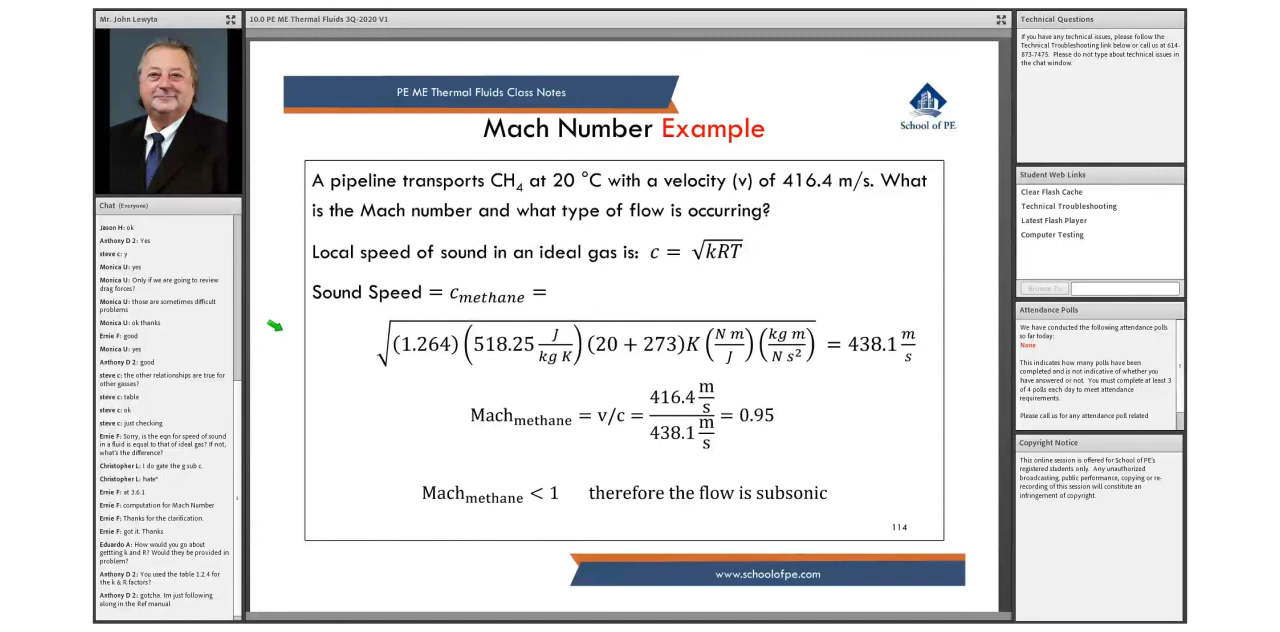 Mr. John Lewyta
10.0 PE ME Thermal Fluids 3Q-2020 V1
PE ME Thermal Fluids Class Notes
School of PE
Mach Number Example
A pipeline transports CH₄ at 20 °C with a velocity (v) of 416.4 m/s. What
is the Mach number and what type of flow is occurring?
Local speed of sound in an ideal gas is: c = √kRT
Sound Speed = c_methane =
√(1.264) (518.25 J/kg K) (20 + 273)K (N m/J) (kg m/N s²) = 438.1 m/s
Mach_methane = v/c = 416.4 m/s / 438.1 m/s = 0.95
Mach_methane < 1 therefore the flow is subsonic
114
www.schoolofpe.com
Chat (Everyone)
Jason H: ok
Anthony D 2: Yes
steve c: y
Monica U: yes
Monica U: Only if we are going to review
drag forces?
Monica U: those are sometimes difficult
problems
Monica U: ok thanks
Ernie F: good
Monica U: yes
Anthony D 2: good
steve c: the other relationships are true for
other gasses?
steve c: table
steve c: ok
steve c: just checking
Ernie F: Sorry, is the eqn for speed of sound
in a fluid is equal to that of ideal gas? If not,
what's the difference?
Christopher L: I do gate the g sub c
Christopher L: hate*
Ernie F: at 3.6.1
Ernie F: computation for Mach Number
Ernie F: Thanks for the clarification.
Ernie F: got it. Thanks
Eduardo A: How would you go about
gettting k and R? Would they be provided in
problem?
Anthony D 2: You used the table 1.2.4 for
the k & R factors?
Anthony D 2: gotcha. Im just following
along in the Ref manual
Technical Questions
If you have any technical issues, please follow the
Technical Troubleshooting link below or call us at 614-
873-7475. Please do not type about technical issues in
the chat window.
Student Web Links
Clear Flash Cache
Technical Troubleshooting
Latest Flash Player
Computer Testing
Browse To
Attendance Polls
We have conducted the following attendance polls
so far today:
None
This indicates how many polls have been
completed and is not indicative of whether you
have answered or not. You must complete at least 3
of 4 polls each day to meet attendance
requirements.
Please call us for any attendance poll related
Copyright Notice
This online session is offered for School of PE's
registered students only. Any unauthorized
broadcasting, public performance, copying or re-
recording of this session will constitute an
infringement of copyright.